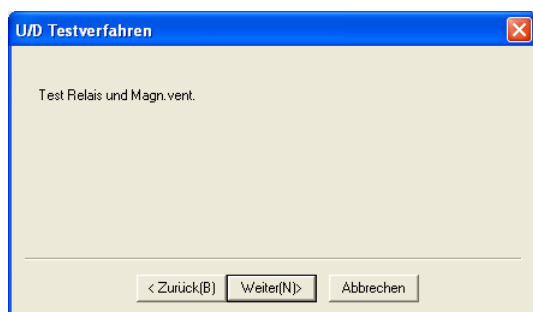 U/D Testverfahren
Test Relais und Magn.vent.
< Zurück(B) Weiter(N)> Abbrechen